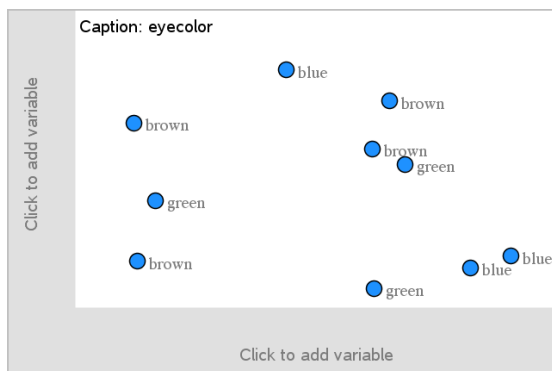 Caption: eyecolor
blue
brown
brown
brown
green
green
brown
blue
blue
green
Click to add variable
Click to add variable